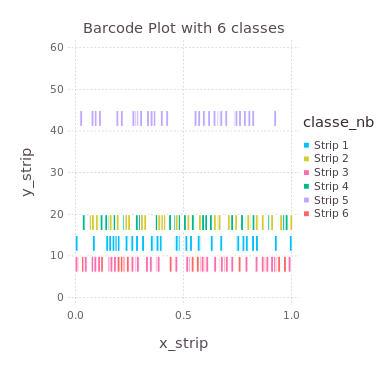 Barcode Plot with 6 classes
60
50
40
30
20
10
0
0.0
0.5
1.0
x_strip
y_strip
classe_nb
Strip 1
Strip 2
Strip 3
Strip 4
Strip 5
Strip 6